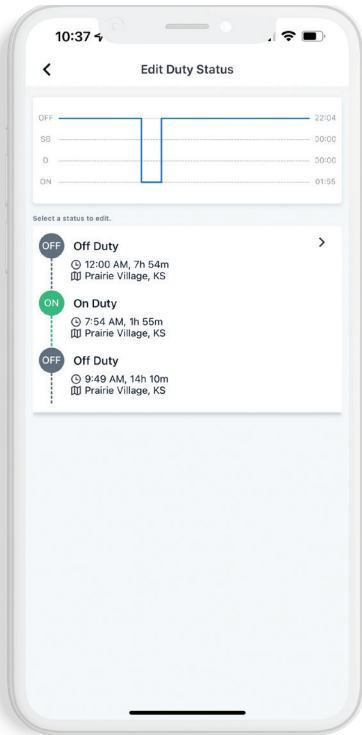 10:37
Edit Duty Status
OFF 22:04
SB 00:00
D 00:00
ON 01:55
Select a status to edit.
OFF Off Duty
12:00 AM, 7h 54m
Prairie Village, KS
ON On Duty
7:54 AM, 1h 55m
Prairie Village, KS
OFF Off Duty
9:49 AM, 14h 10m
Prairie Village, KS